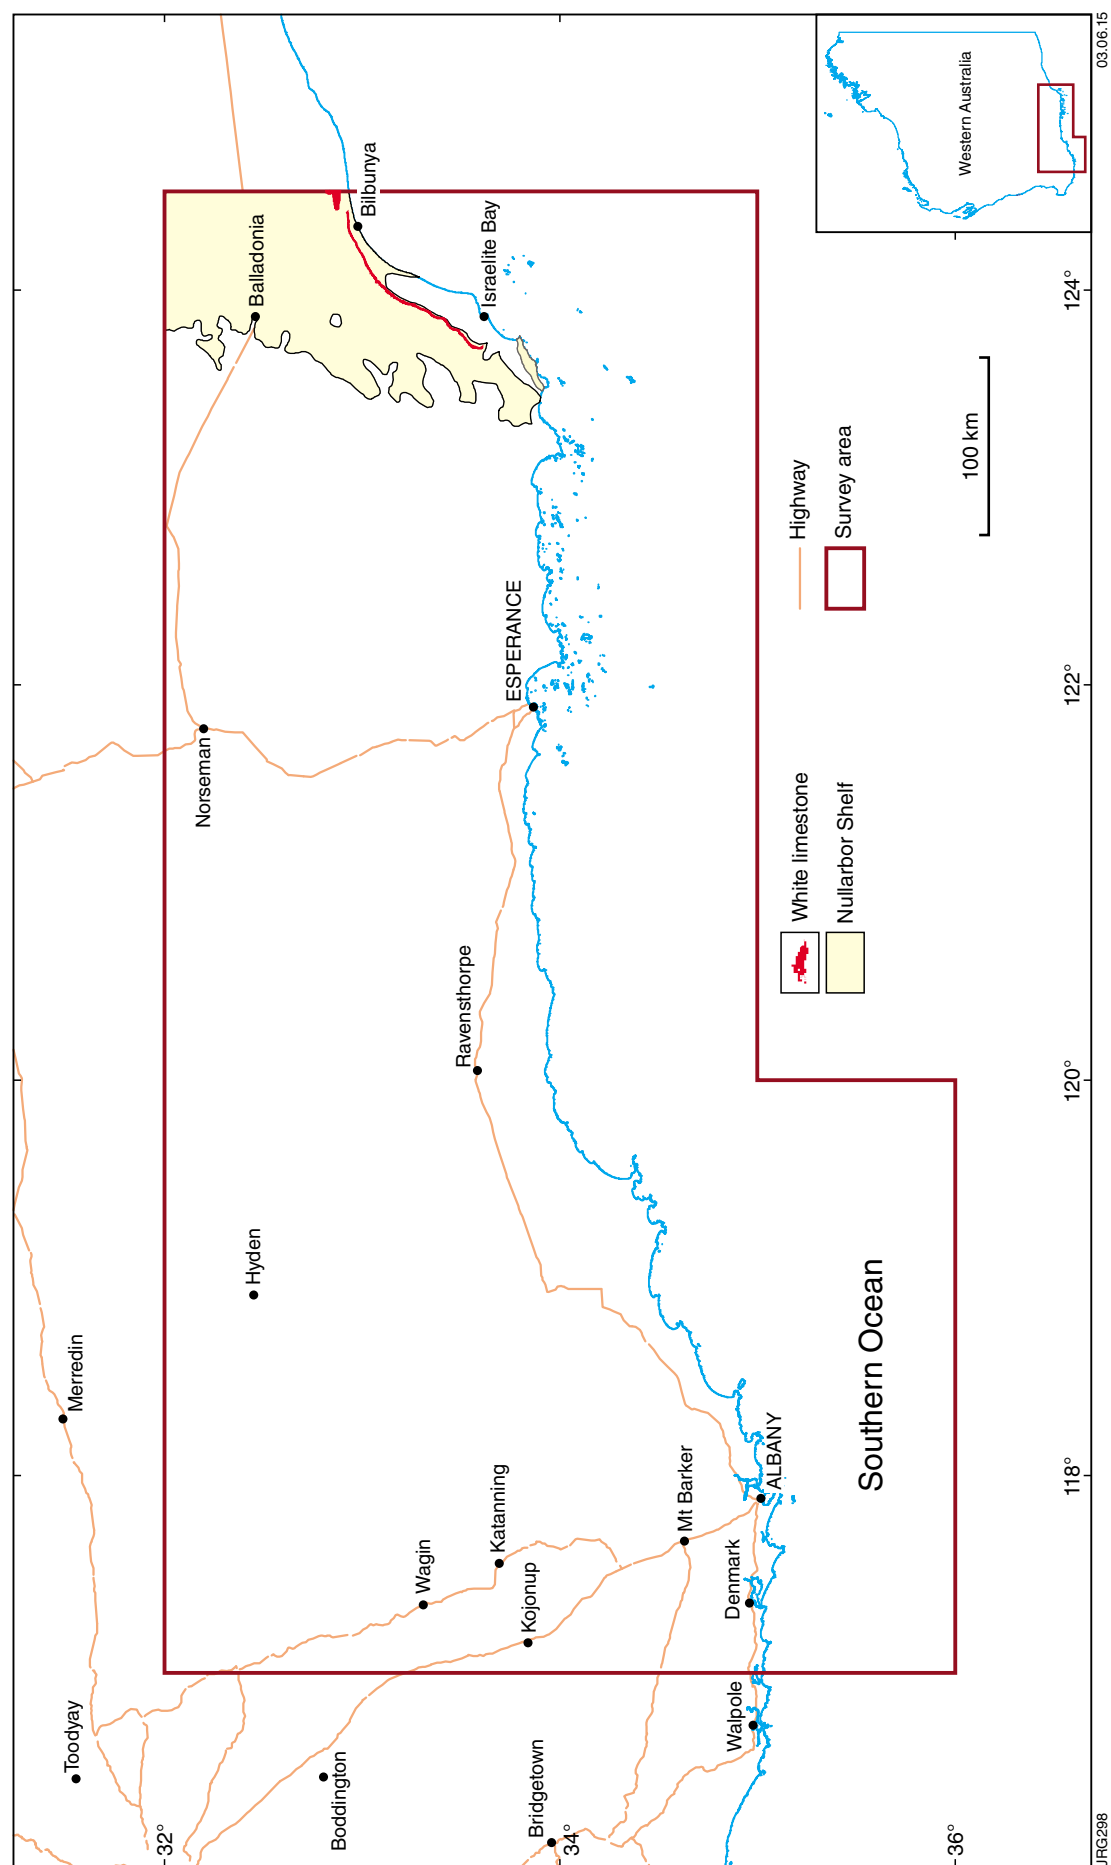 Toodyay
Merredin
Boddington
Hyden
Norseman
Balladonia
Bilbunya
Wagin
Katanning
Kojonup
Bridgetown
Ravensthorpe
ESPERANCE
Israelite Bay
Mt Barker
Denmark
Walpole
ALBANY
Southern Ocean
White limestone
Nullarbor Shelf
Highway
Survey area
100 km
Western Australia
32°
34°
36°
118°
120°
122°
124°
JRG298
03.06.15